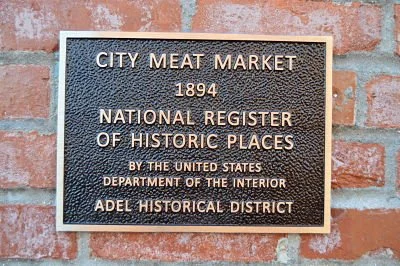 CITY MEAT MARKET
1894
NATIONAL REGISTER
OF HISTORIC PLACES
BY THE UNITED STATES
DEPARTMENT OF THE INTERIOR
ADEL HISTORICAL DISTRICT